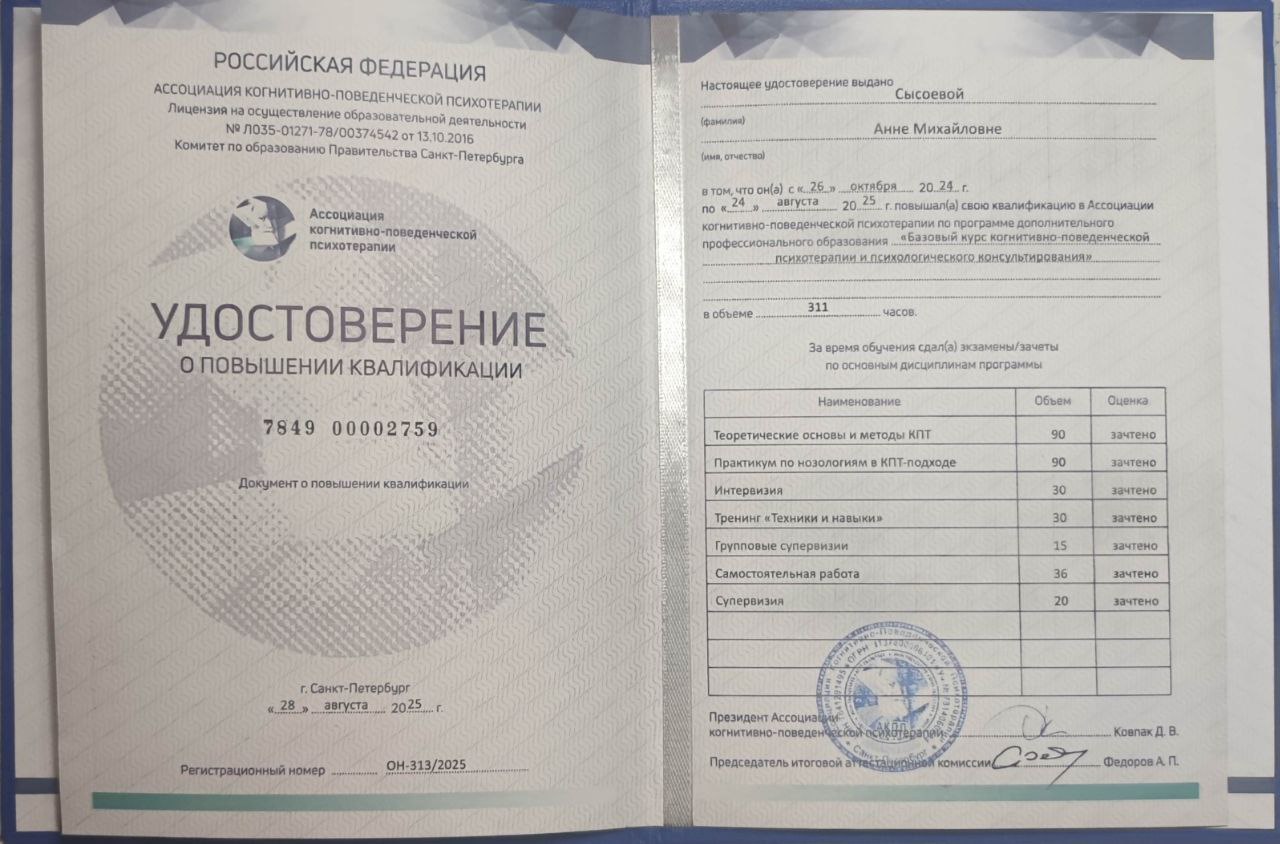 РОССИЙСКАЯ ФЕДЕРАЦИЯ
АССОЦИАЦИЯ КОГНИТИВНО-ПОВЕДЕНЧЕСКОЙ ПСИХОТЕРАПИИ
Лицензия на осуществление образовательной деятельности
№ Л035-01271-78/00374542 от 13.10.2016
Комитет по образованию Правительства Санкт-Петербурга
Ассоциация
когнитивно-поведенческой
психотерапии
УДОСТОВЕРЕНИЕ
О ПОВЫШЕНИИ КВАЛИФИКАЦИИ
7849 00002759
Документ о повышении квалификации
г. Санкт-Петербург
«28» августа 2025 г.
Регистрационный номер ОН-313/2025
Настоящее удостоверение выдано
Сысоевой
(фамилия)
Анне Михайловне
(имя, отчество)
в том, что он(а) с «26» октября 2024 г.
по «24» августа 2025 г. повышал(а) свою квалификацию в Ассоциации
когнитивно-поведенческой психотерапии по программе дополнительного
профессионального образования «Базовый курс когнитивно-поведенческой
психотерапии и психологического консультирования»
в объеме 311 часов.
За время обучения сдал(а) экзамены/зачеты
по основным дисциплинам программы
Наименование Объем Оценка
Теоретические основы и методы КПТ 90 зачтено
Практикум по нозологиям в КПТ-подходе 90 зачтено
Интервизия 30 зачтено
Тренинг «Техники и навыки» 30 зачтено
Групповые супервизии 15 зачтено
Самостоятельная работа 36 зачтено
Супервизия 20 зачтено
Президент Ассоциации
когнитивно-поведенческой психотерапии Ковпак Д. В.
Председатель итоговой аттестационной комиссии Федоров А. П.
АКПП
Санкт-Петербург